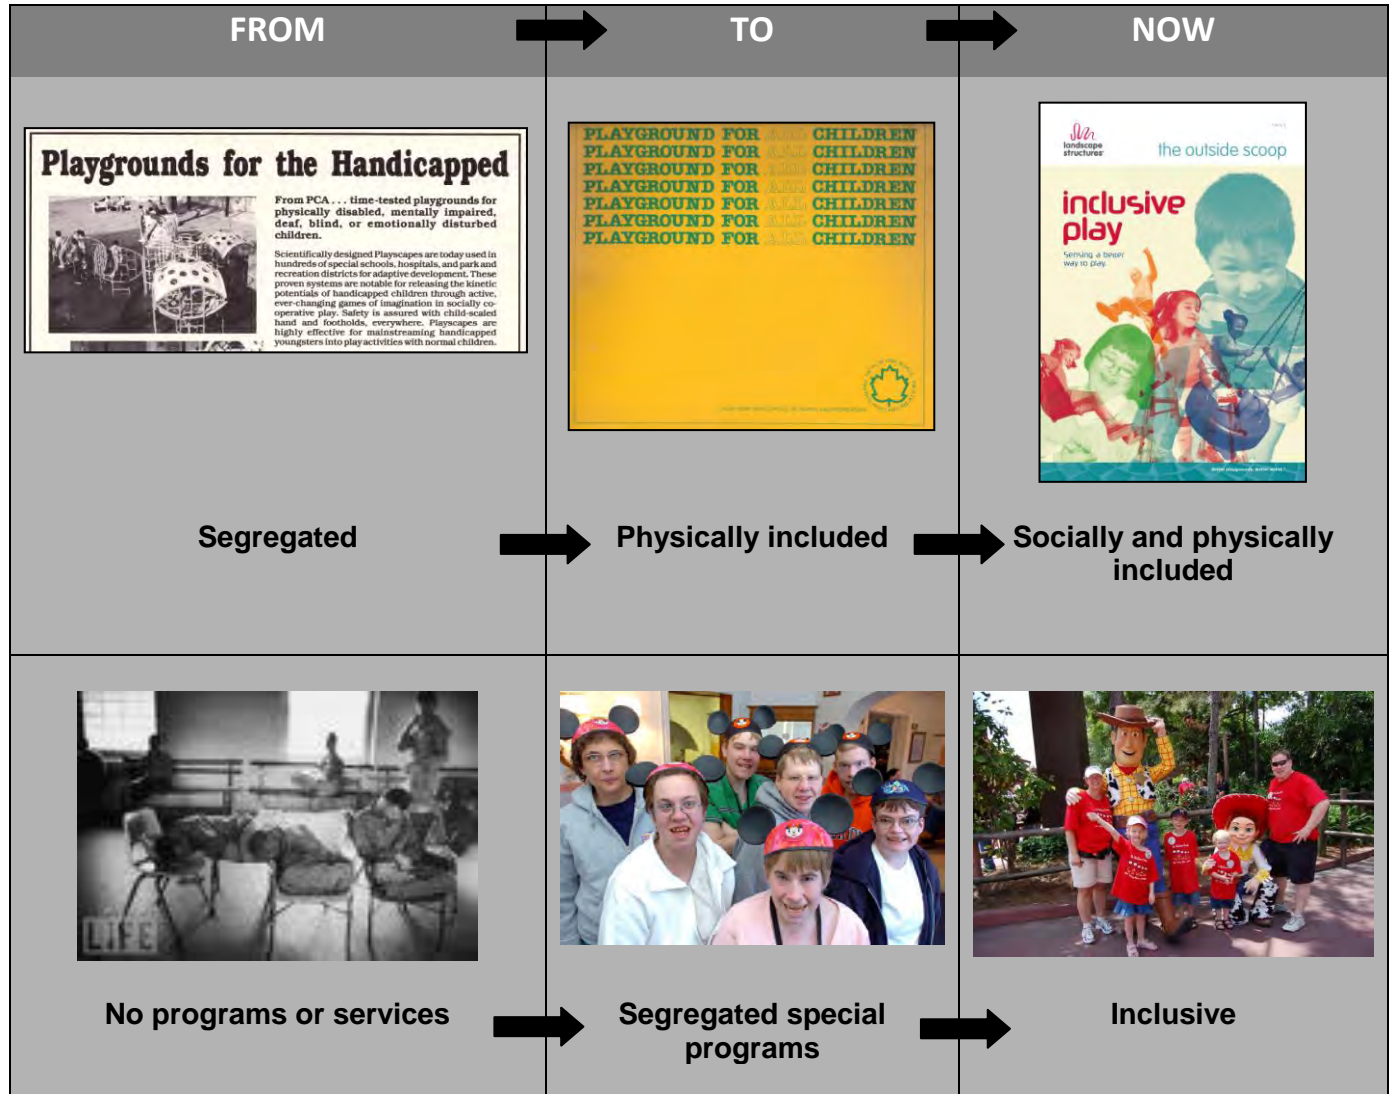 FROM
TO
NOW
Playgrounds for the Handicapped
From PCA . . . time-tested playgrounds for
physically disabled, mentally impaired,
deaf, blind, or emotionally disturbed
children.
Scientifically designed Playscapes are today used in
hundreds of special schools, hospitals, and park and
recreation districts for adaptive development. These
proven systems are notable for releasing the kinetic
potentials of handicapped children through active,
ever-changing games of imagination in socially co-
operative play. Safety is assured with child-scaled
hand and footholds, everywhere. Playscapes are
highly effective for mainstreaming handicapped
youngsters into play activities with normal children.
PLAYGROUND FOR ALL CHILDREN
PLAYGROUND FOR ALL CHILDREN
PLAYGROUND FOR ALL CHILDREN
PLAYGROUND FOR ALL CHILDREN
PLAYGROUND FOR ALL CHILDREN
PLAYGROUND FOR ALL CHILDREN
PLAYGROUND FOR ALL CHILDREN
landscape
structures
the outside scoop
inclusive
play
Sensing a better
way to play.
Segregated
Physically included
Socially and physically
included
LIFE
No programs or services
Segregated special
programs
Inclusive